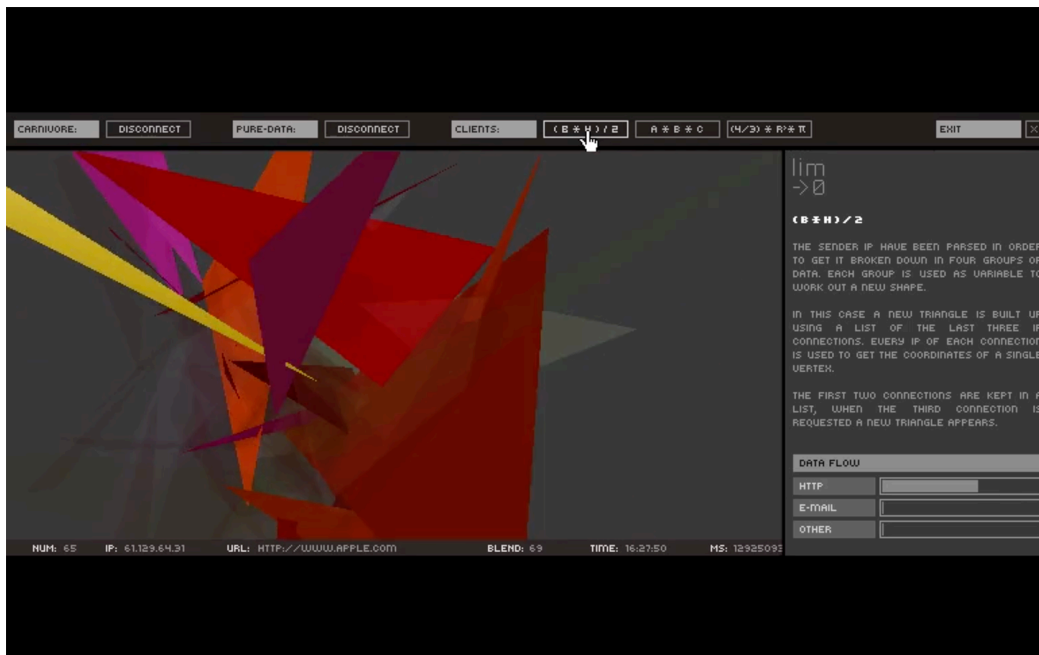 CARNIVORE: DISCONNECT PURE-DATA: DISCONNECT CLIENTS: (B*H)/2 A*B*C (4/3)*R³*π EXIT X
lim
->0
(B*H)/2
THE SENDER IP HAVE BEEN PARSED IN ORDER
TO GET IT BROKEN DOWN IN FOUR GROUPS OF
DATA. EACH GROUP IS USED AS VARIABLE TO
WORK OUT A NEW SHAPE.
IN THIS CASE A NEW TRIANGLE IS BUILT UP
USING A LIST OF THE LAST THREE IP
CONNECTIONS. EVERY IP OF EACH CONNECTION
IS USED TO GET THE COORDINATES OF A SINGLE
VERTEX.
THE FIRST TWO CONNECTIONS ARE KEPT IN A
LIST, WHEN THE THIRD CONNECTION IS
REQUESTED A NEW TRIANGLE APPEARS.
DATA FLOW
HTTP
E-MAIL
OTHER
NUM: 65 IP: 61.129.64.31 URL: HTTP://WWW.APPLE.COM BLEND: 69 TIME: 16:27:50 MS: 12925093